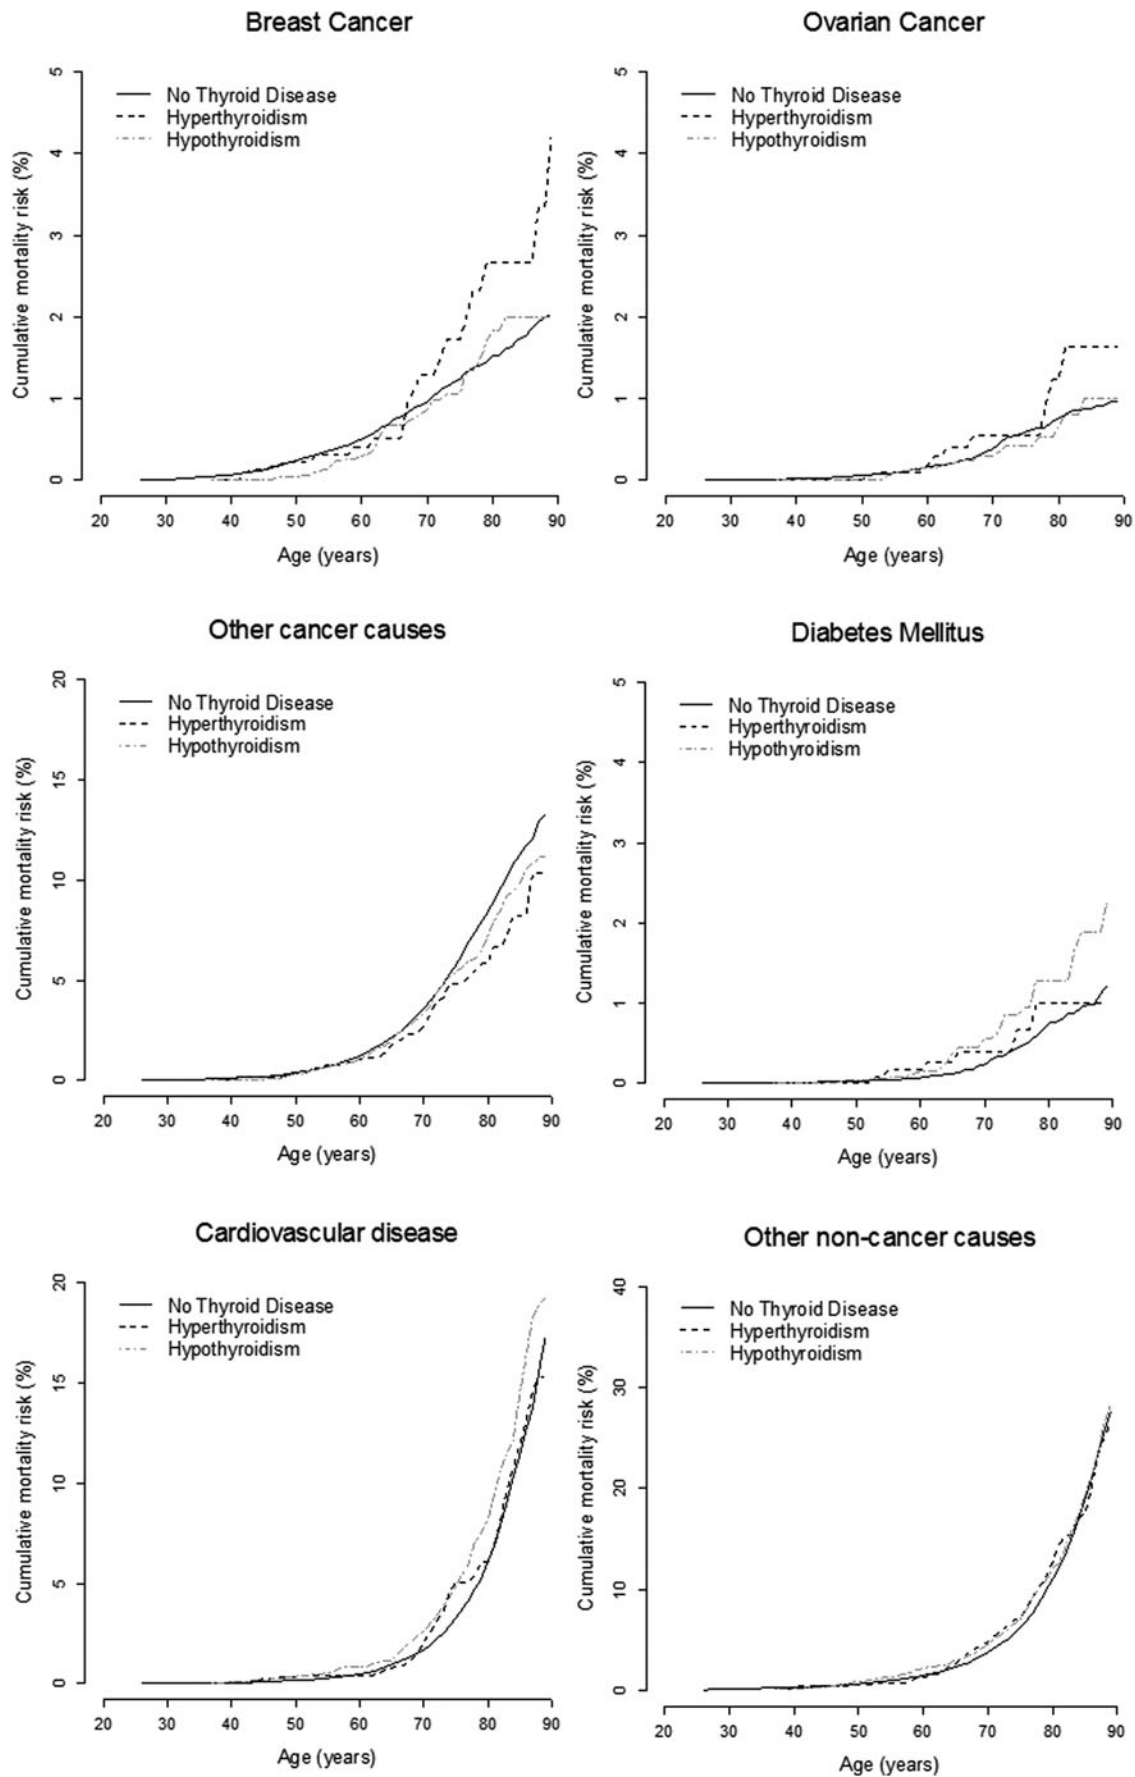 Breast Cancer
Cumulative mortality risk (%)
5
4
3
2
1
0
No Thyroid Disease
Hyperthyroidism
Hypothyroidism
20 30 40 50 60 70 80 90
Age (years)
Ovarian Cancer
Cumulative mortality risk (%)
5
4
3
2
1
0
No Thyroid Disease
Hyperthyroidism
Hypothyroidism
20 30 40 50 60 70 80 90
Age (years)
Other cancer causes
Cumulative mortality risk (%)
20
15
10
5
0
No Thyroid Disease
Hyperthyroidism
Hypothyroidism
20 30 40 50 60 70 80 90
Age (years)
Diabetes Mellitus
Cumulative mortality risk (%)
5
4
3
2
1
0
No Thyroid Disease
Hyperthyroidism
Hypothyroidism
20 30 40 50 60 70 80 90
Age (years)
Cardiovascular disease
Cumulative mortality risk (%)
20
15
10
5
0
No Thyroid Disease
Hyperthyroidism
Hypothyroidism
20 30 40 50 60 70 80 90
Age (years)
Other non-cancer causes
Cumulative mortality risk (%)
40
30
20
10
0
No Thyroid Disease
Hyperthyroidism
Hypothyroidism
20 30 40 50 60 70 80 90
Age (years)